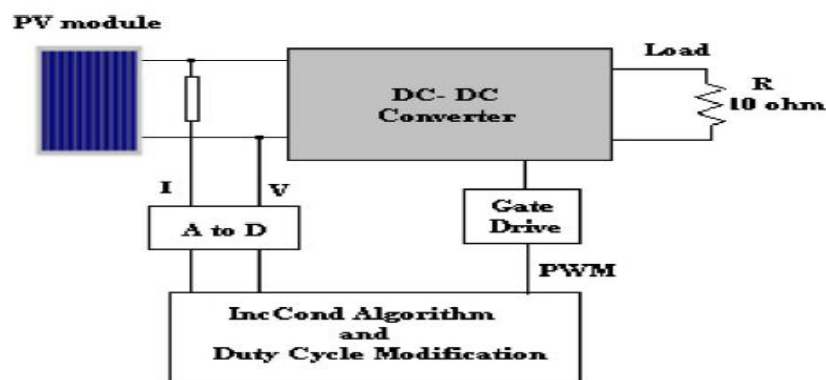 PV module
DC- DC
Converter
Load
R
10 ohm
I
V
A to D
Gate
Drive
PWM
IncCond Algorithm
and
Duty Cycle Modification